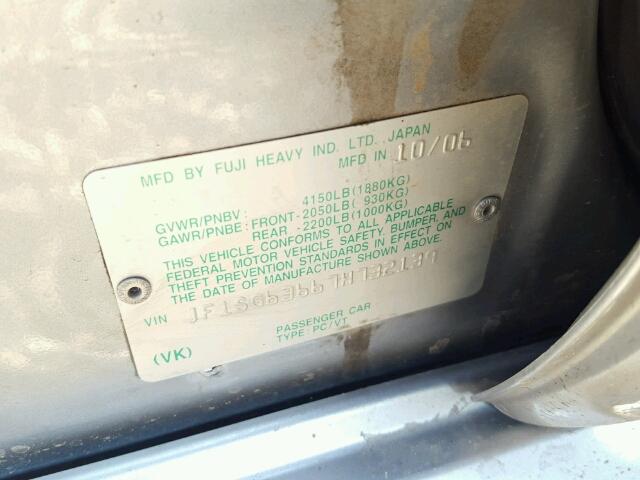 MFD BY FUJI HEAVY IND. LTD. JAPAN
MFD IN 10/06
GVWR/PNBV : 4150LB(1880KG)
GAWR/PNBE : FRONT-2050LB( 930KG)
REAR -2200LB(1000KG)
THIS VEHICLE CONFORMS TO ALL APPLICABLE
FEDERAL MOTOR VEHICLE SAFETY, BUMPER, AND
THEFT PREVENTION STANDARDS IN EFFECT ON
THE DATE OF MANUFACTURE SHOWN ABOVE.
VIN
PASSENGER CAR
(VK) TYPE: PC/VT